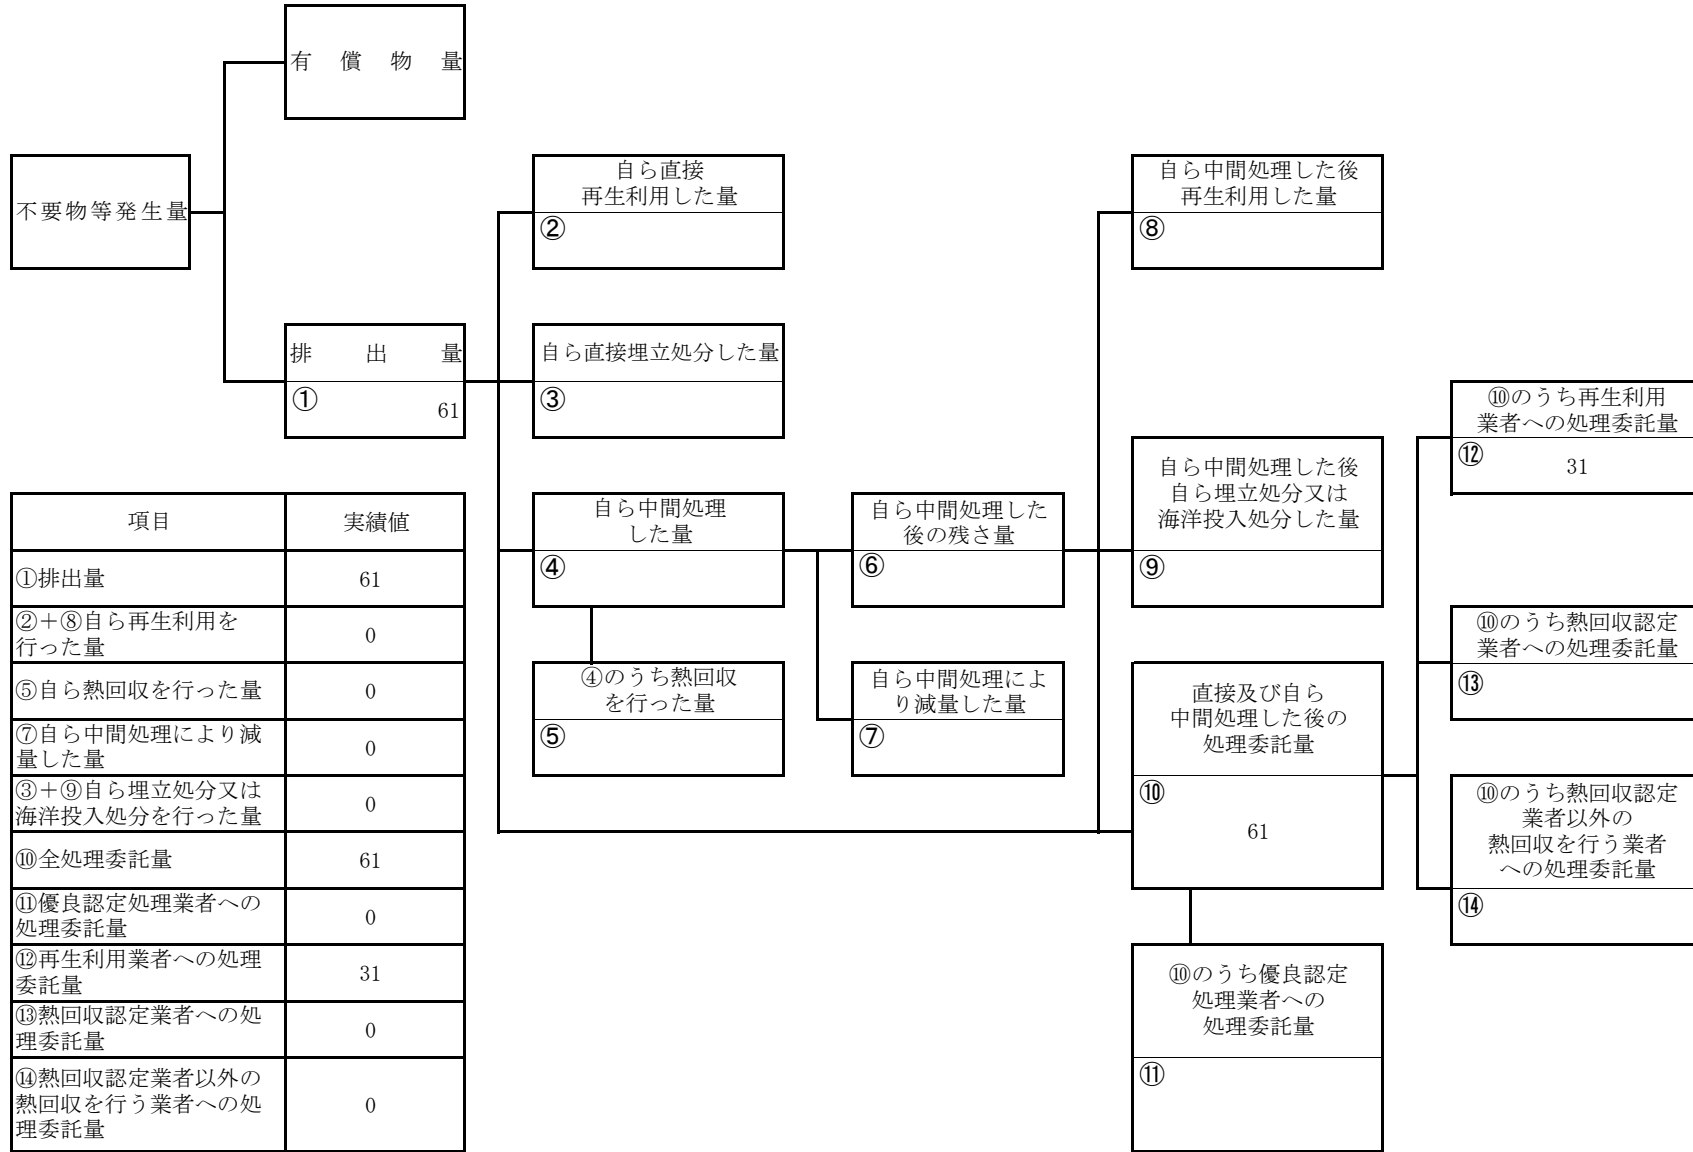 有償物量
不要物等発生量
排出量
①
61
自ら直接
再生利用した量
②
自ら直接埋立処分した量
③
自ら中間処理
した量
④
④のうち熱回収
を行った量
⑤
自ら中間処理した
後の残さ量
⑥
自ら中間処理によ
り減量した量
⑦
自ら中間処理した後
再生利用した量
⑧
自ら中間処理した後
自ら埋立処分又は
海洋投入処分した量
⑨
直接及び自ら
中間処理した後の
処理委託量
⑩
61
⑩のうち優良認定
処理業者への
処理委託量
⑪
⑩のうち再生利用
業者への処理委託量
⑫
31
⑩のうち熱回収認定
業者への処理委託量
⑬
⑩のうち熱回収認定
業者以外の
熱回収を行う業者
への処理委託量
⑭
項目 実績値
①排出量 61
②+⑧自ら再生利用を
行った量
0
⑤自ら熱回収を行った量 0
⑦自ら中間処理により減
量した量
0
③+⑨自ら埋立処分又は
海洋投入処分を行った量
0
⑩全処理委託量 61
⑪優良認定処理業者への
処理委託量
0
⑫再生利用業者への処理
委託量
31
⑬熱回収認定業者への処
理委託量
0
⑭熱回収認定業者以外の
熱回収を行う業者への処
理委託量
0